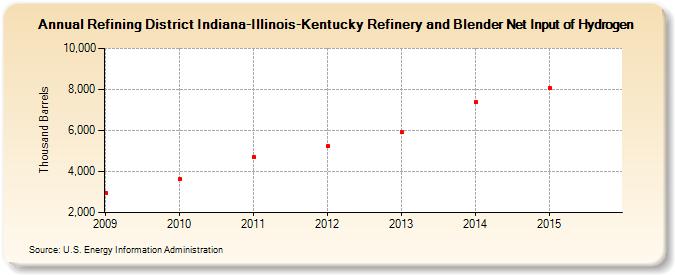 Annual Refining District Indiana-Illinois-Kentucky Refinery and Blender Net Input of Hydrogen
Thousand Barrels
10,000
8,000
6,000
4,000
2,000
2009 2010 2011 2012 2013 2014 2015
Source: U.S. Energy Information Administration